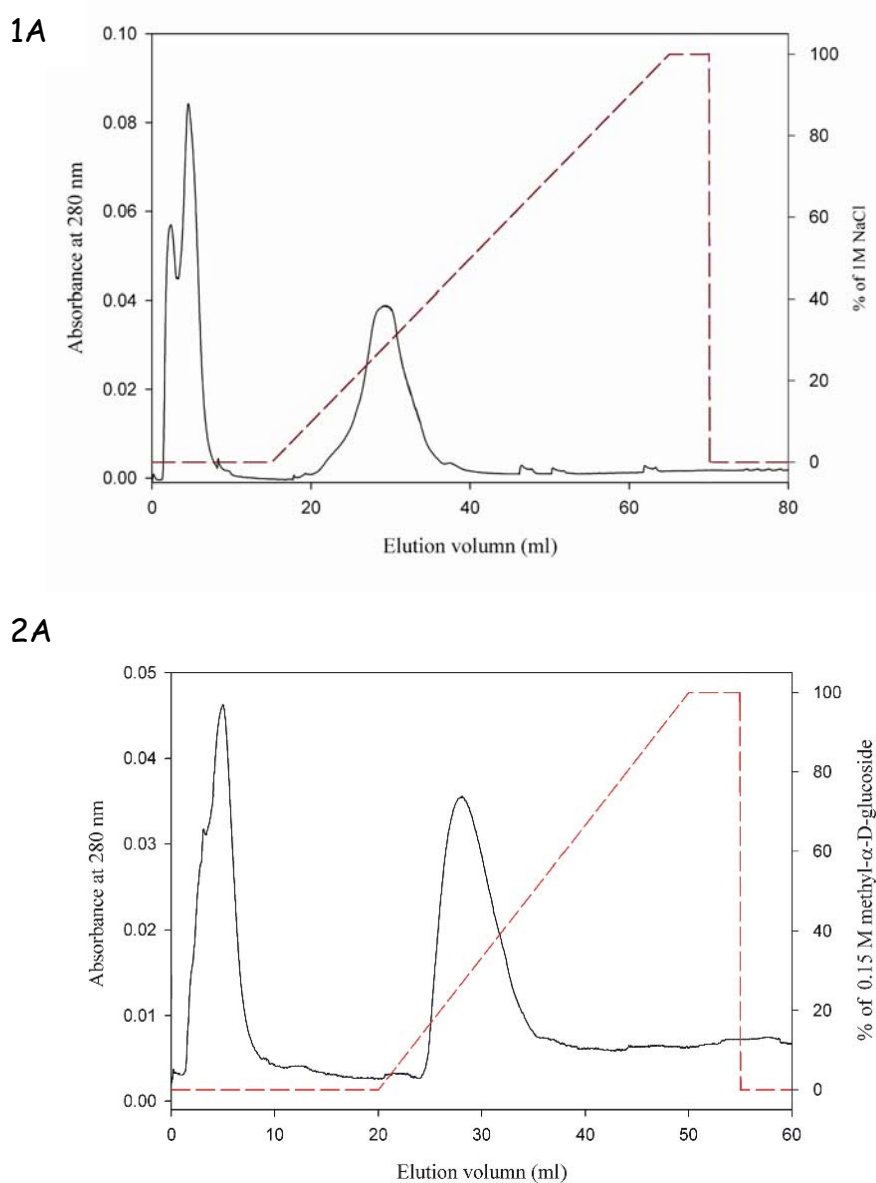 1A
0.10
0.08
0.06
0.04
0.02
0.00
Absorbance at 280 nm
100
80
60
40
20
0
% of 1M NaCl
0 20 40 60 80
Elution volumn (ml)
2A
0.05
0.04
0.03
0.02
0.01
0.00
Absorbance at 280 nm
100
80
60
40
20
0
% of 0.15 M methyl-α-D-glucoside
0 10 20 30 40 50 60
Elution volumn (ml)